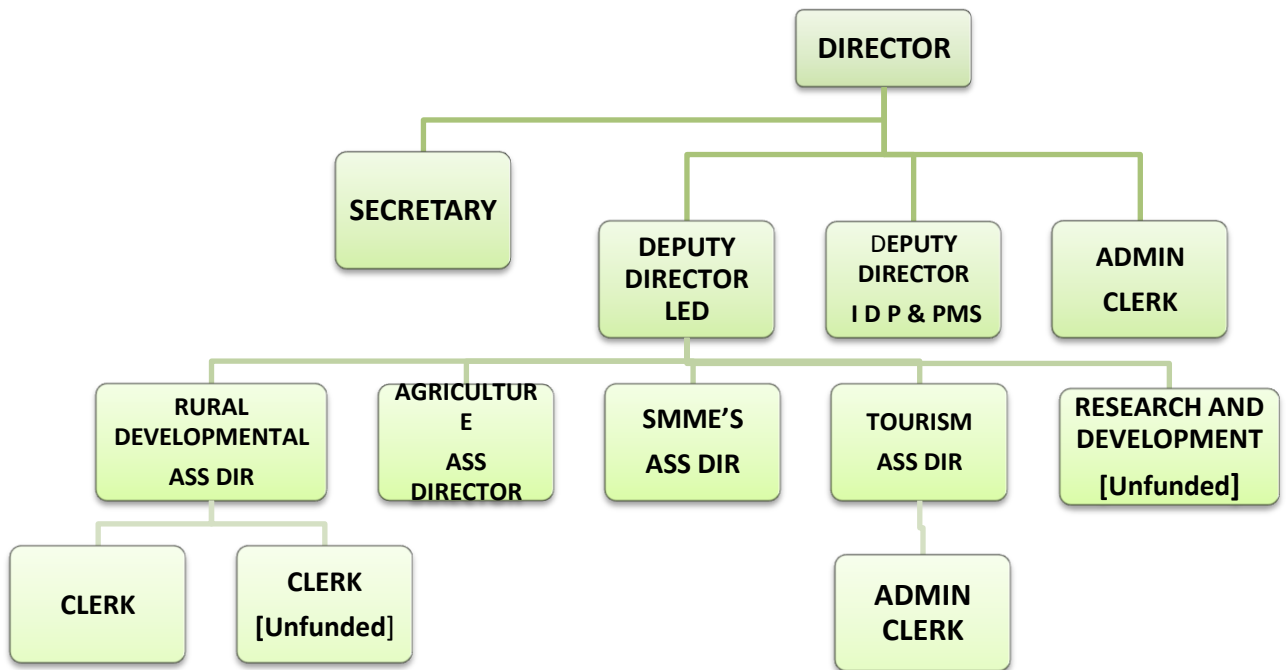 DIRECTOR
SECRETARY
DEPUTY
DIRECTOR
LED
DEPUTY
DIRECTOR
I D P & PMS
ADMIN
CLERK
RURAL
DEVELOPMENTAL
ASS DIR
AGRICULTUR
E
ASS
DIRECTOR
SMME’S
ASS DIR
TOURISM
ASS DIR
RESEARCH AND
DEVELOPMENT
[Unfunded]
CLERK
CLERK
[Unfunded]
ADMIN
CLERK